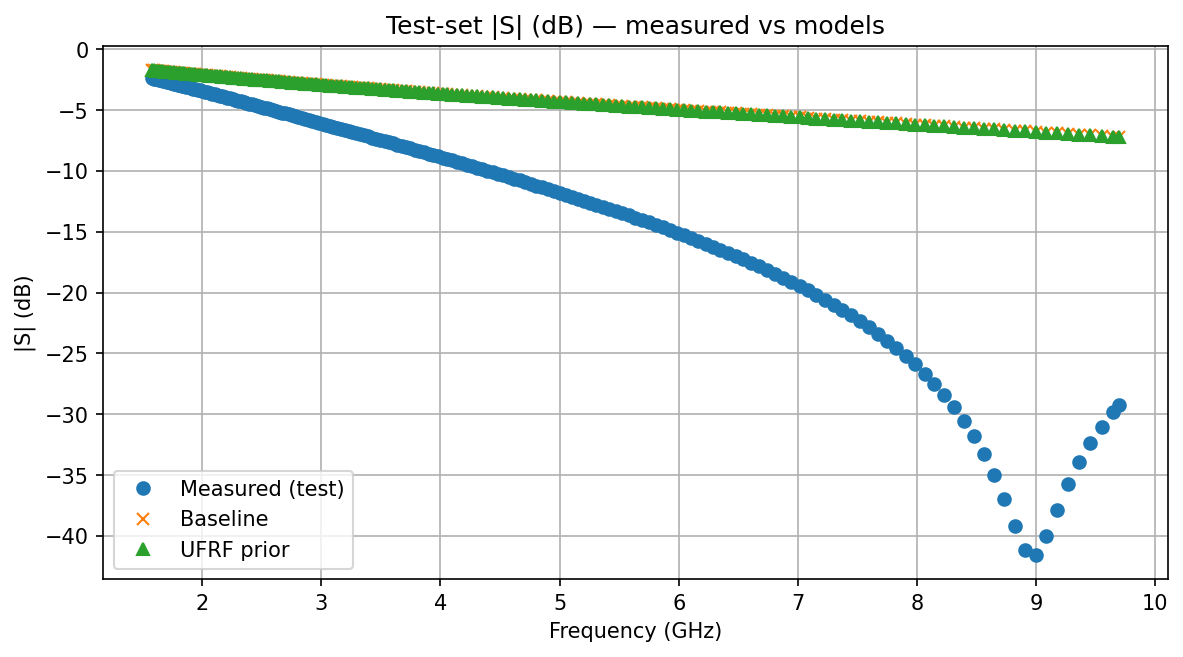 Test-set |S| (dB) — measured vs models
0
−5
−10
−15
−20
−25
−30
−35
−40
|S| (dB)
Measured (test)
Baseline
UFRF prior
2 3 4 5 6 7 8 9 10
Frequency (GHz)